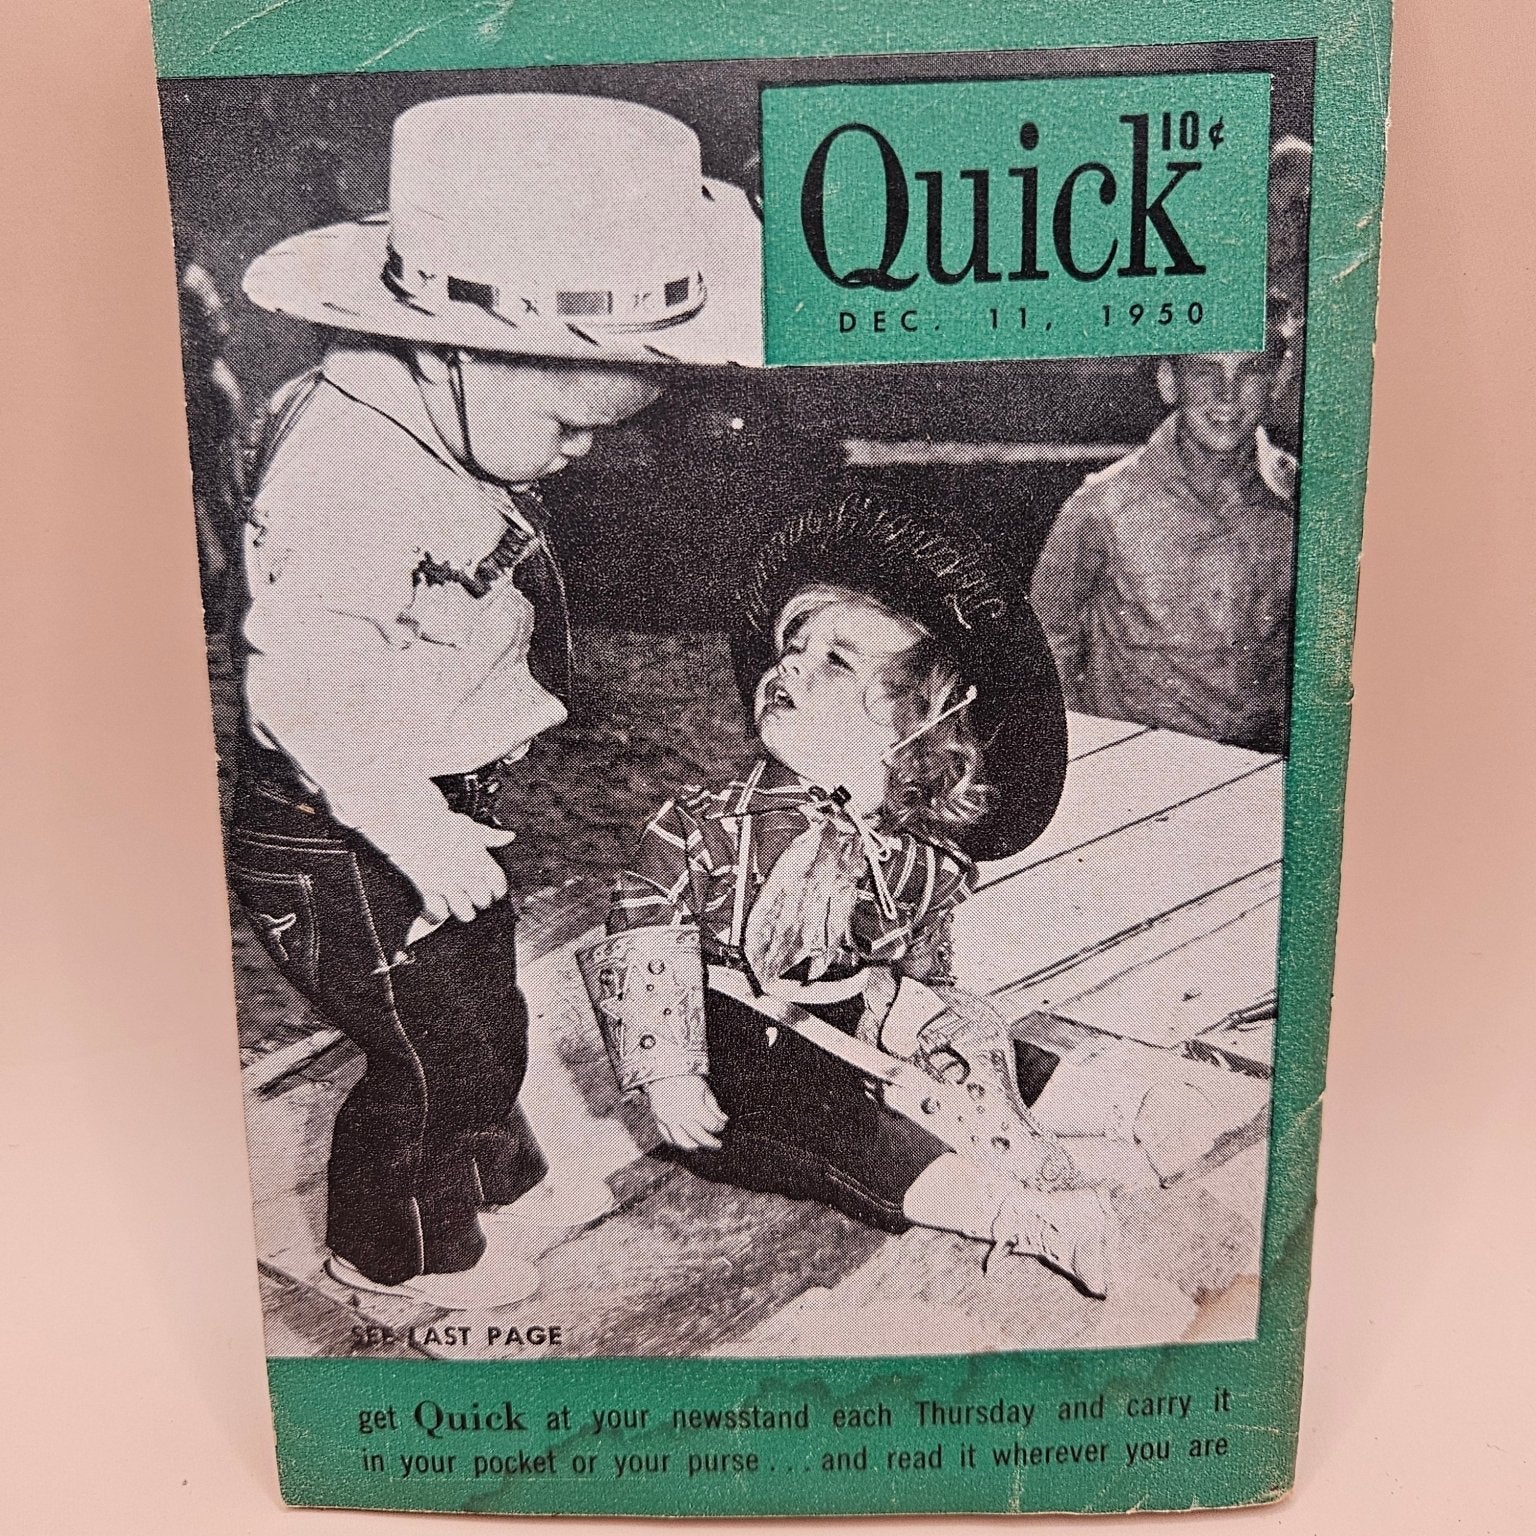 10¢
Quick
DEC. 11, 1950
SEE LAST PAGE
get Quick at your newsstand each Thursday and carry it
in your pocket or your purse... and read it wherever you are